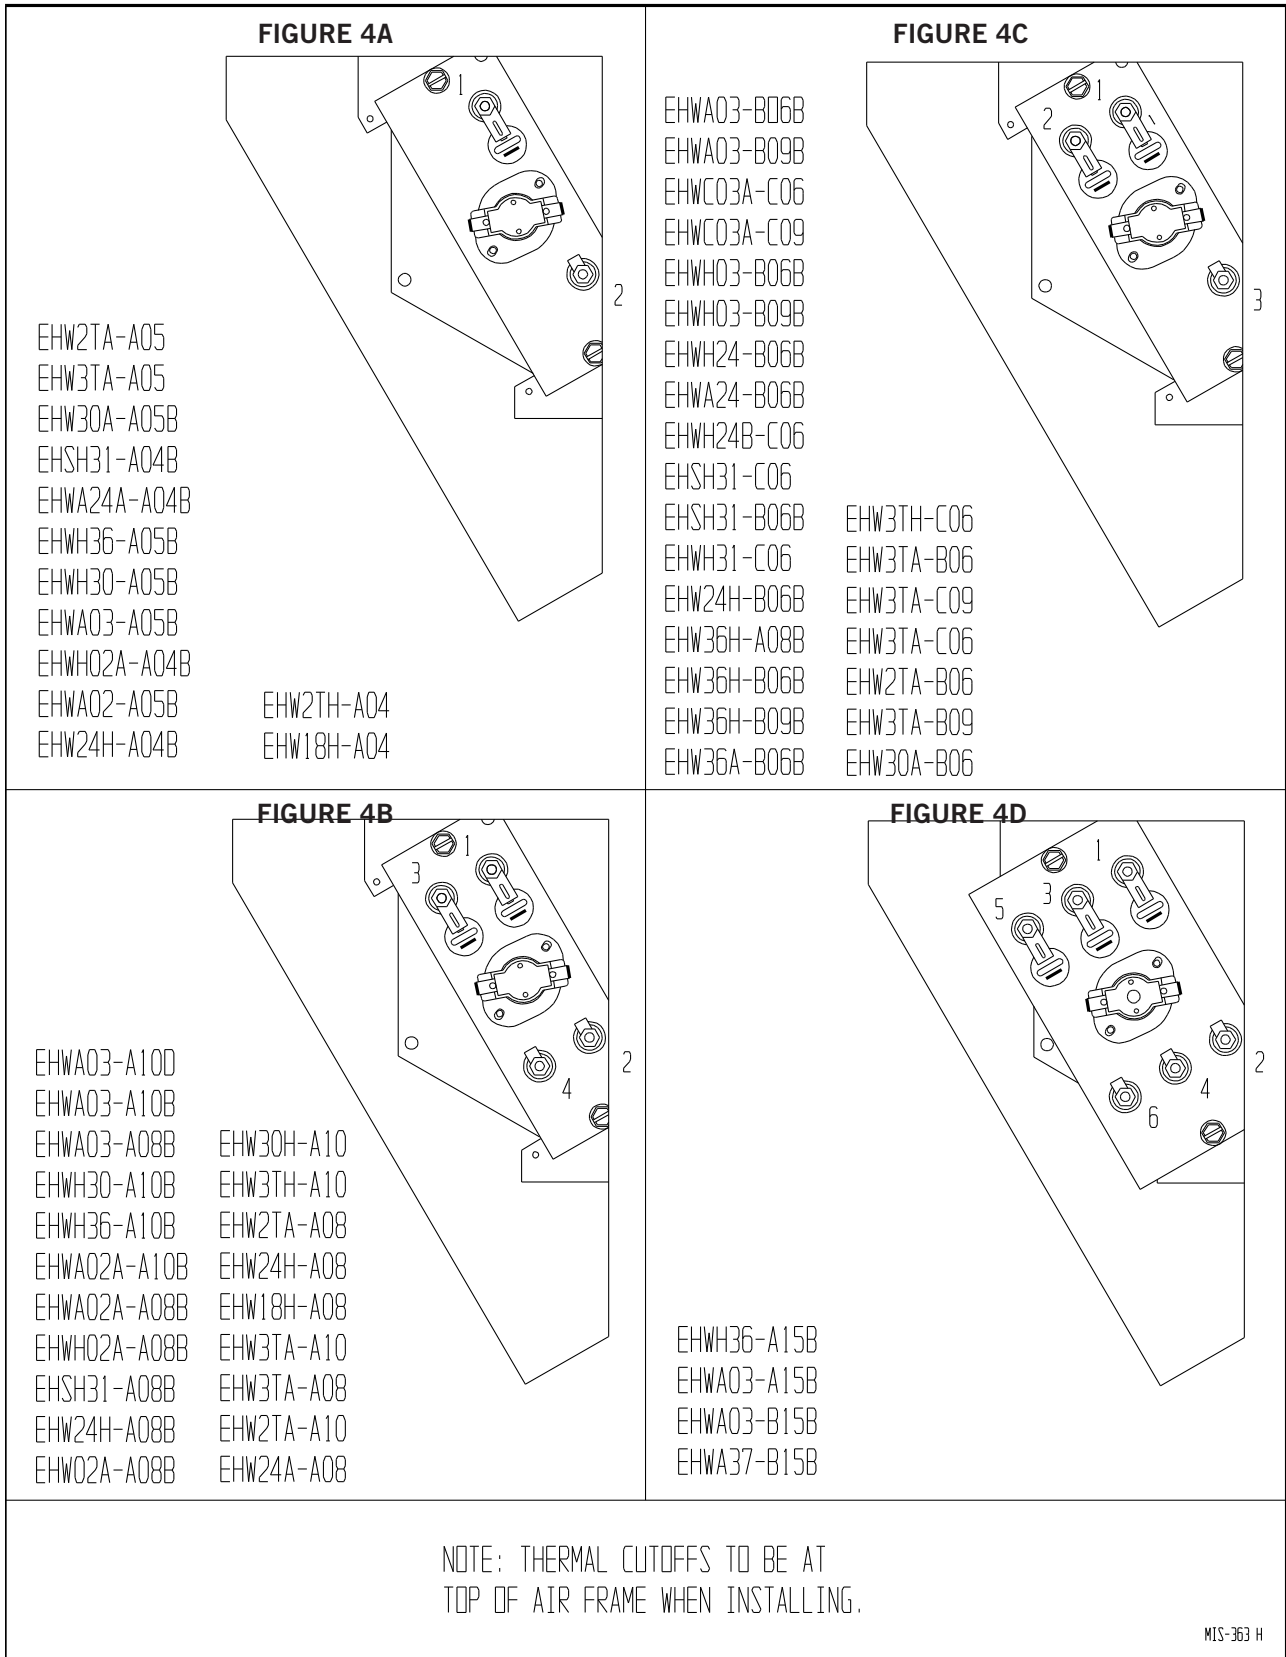 FIGURE 4A
1
2
EHW2TA-A05
EHW3TA-A05
EHW30A-A05B
EHSH31-A04B
EHWA24A-A04B
EHWH36-A05B
EHWH30-A05B
EHWA03-A05B
EHWH02A-A04B
EHWA02-A05B
EHW24H-A04B
EHW2TH-A04
EHW18H-A04
FIGURE 4C
1
2
3
EHWA03-B06B
EHWA03-B09B
EHWC03A-C06
EHWC03A-C09
EHWH03-B06B
EHWH03-B09B
EHWH24-B06B
EHWA24-B06B
EHWH24B-C06
EHSH31-C06
EHSH31-B06B
EHWH31-C06
EHW24H-B06B
EHW36H-A08B
EHW36H-B06B
EHW36H-B09B
EHW36A-B06B
EHW3TH-C06
EHW3TA-B06
EHW3TA-C09
EHW3TA-C06
EHW2TA-B06
EHW3TA-B09
EHW30A-B06
FIGURE 4B
1
3
2
4
EHWA03-A10D
EHWA03-A10B
EHWA03-A08B
EHWH30-A10B
EHWH36-A10B
EHWA02A-A10B
EHWA02A-A08B
EHWH02A-A08B
EHSH31-A08B
EHW24H-A08B
EHW02A-A08B
EHW30H-A10
EHW3TH-A10
EHW2TA-A08
EHW24H-A08
EHW18H-A08
EHW3TA-A10
EHW3TA-A08
EHW2TA-A10
EHW24A-A08
FIGURE 4D
1
3
5
2
4
6
EHWH36-A15B
EHWA03-A15B
EHWA03-B15B
EHWA37-B15B
NOTE: THERMAL CUTOFFS TO BE AT
TOP OF AIR FRAME WHEN INSTALLING.
MIS-363 H